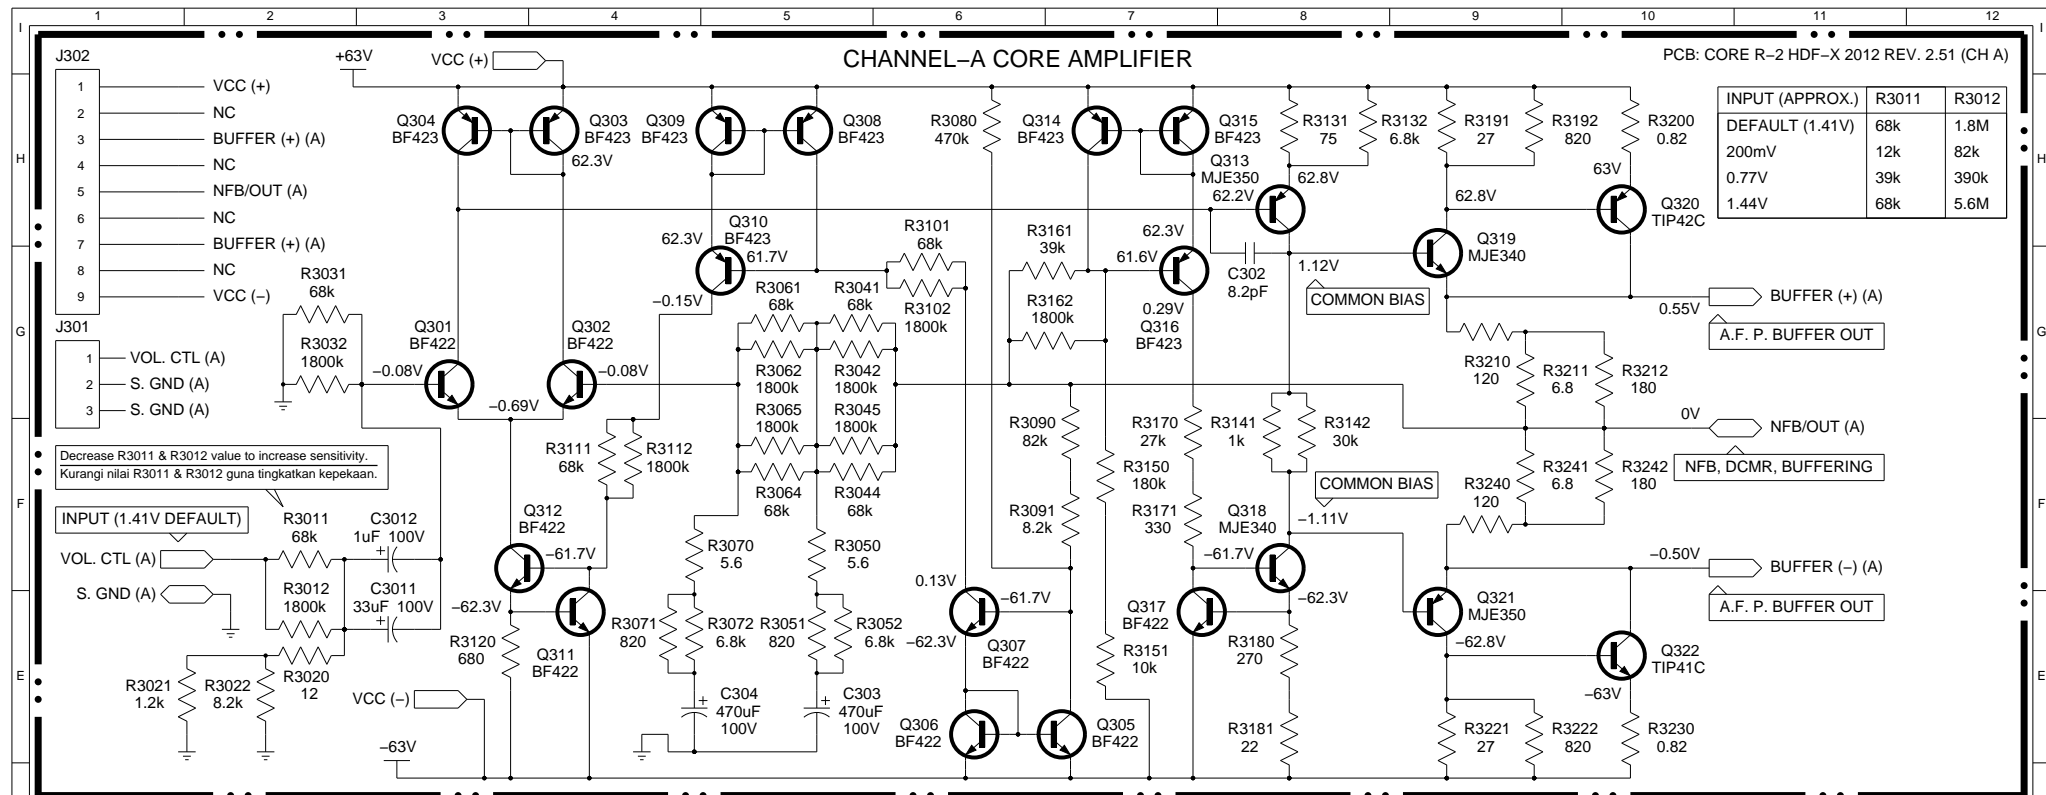 1 2 3 4 5 6 7 8 9 10 11 12
I I
H H
G G
F F
E E
CHANNEL–A CORE AMPLIFIER
PCB: CORE R–2 HDF–X 2012 REV. 2.51 (CH A)
J302
1 VCC (+)
2 NC
3 BUFFER (+) (A)
4 NC
5 NFB/OUT (A)
6 NC
7 BUFFER (+) (A)
8 NC
9 VCC (–)
J301
1 VOL. CTL (A)
2 S. GND (A)
3 S. GND (A)
+63V
VCC (+)
Q304
BF423
Q303
BF423
62.3V
Q309
BF423
Q308
BF423
R3080
470k
Q314
BF423
Q315
BF423
Q313
MJE350
62.2V
R3131
75
R3132
6.8k
62.8V
R3191
27
R3192
820
R3200
0.82
INPUT (APPROX.) R3011 R3012
DEFAULT (1.41V) 68k 1.8M
200mV 12k 82k
0.77V 39k 390k
1.44V 68k 5.6M
63V
62.8V
Q320
TIP42C
Q310
BF423
62.3V
61.7V
–0.15V
R3101
68k
R3102
1800k
R3161
39k
R3162
1800k
62.3V
61.6V
0.29V
Q316
BF423
C302
8.2pF
1.12V
COMMON BIAS
Q319
MJE340
0.55V
BUFFER (+) (A)
A.F. P. BUFFER OUT
R3031
68k
R3032
1800k
Q301
BF422
–0.08V
Q302
BF422
–0.08V
–0.69V
R3061
68k
R3041
68k
R3062
1800k
R3042
1800k
R3065
1800k
R3045
1800k
R3064
68k
R3044
68k
R3210
120
R3211
6.8
R3212
180
0V
NFB/OUT (A)
NFB, DCMR, BUFFERING
R3111
68k
R3112
1800k
R3090
82k
R3091
8.2k
R3170
27k
R3150
180k
R3171
330
R3141
1k
R3142
30k
COMMON BIAS
–1.11V
R3240
120
R3241
6.8
R3242
180
Decrease R3011 & R3012 value to increase sensitivity.
Kurangi nilai R3011 & R3012 guna tingkatkan kepekaan.
INPUT (1.41V DEFAULT)
VOL. CTL (A)
S. GND (A)
R3011
68k
C3012
1uF 100V
+
R3012
1800k
C3011
33uF 100V
+
R3020
12
R3021
1.2k
R3022
8.2k
Q312
BF422
–61.7V
–62.3V
R3120
680
Q311
BF422
R3070
5.6
R3050
5.6
R3071
820
R3072
6.8k
R3051
820
R3052
6.8k
C304
470uF
100V
+
C303
470uF
100V
+
0.13V
–61.7V
–62.3V
Q307
BF422
Q306
BF422
Q305
BF422
R3151
10k
Q317
BF422
Q318
MJE340
–61.7V
–62.3V
R3180
270
R3181
22
–0.50V
BUFFER (–) (A)
A.F. P. BUFFER OUT
Q321
MJE350
–62.8V
Q322
TIP41C
–63V
R3221
27
R3222
820
R3230
0.82
VCC (–)
–63V